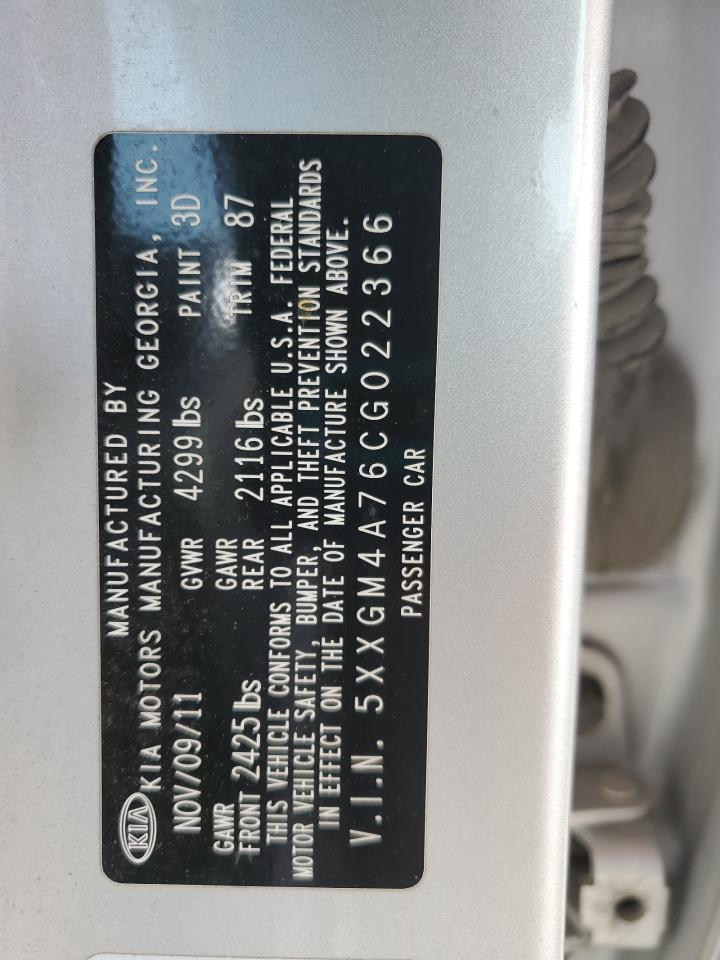 MANUFACTURED BY
KIA KIA MOTORS MANUFACTURING GEORGIA, INC.
NOV/09/11 GVWR 4299 lbs PAINT 3D
GAWR FRONT 2425 lbs GAWR REAR 2116 lbs TRIM 87
THIS VEHICLE CONFORMS TO ALL APPLICABLE U.S.A. FEDERAL
MOTOR VEHICLE SAFETY, BUMPER, AND THEFT PREVENTION STANDARDS
IN EFFECT ON THE DATE OF MANUFACTURE SHOWN ABOVE.
V.I.N. 5XXGM4A76CG022366
PASSENGER CAR